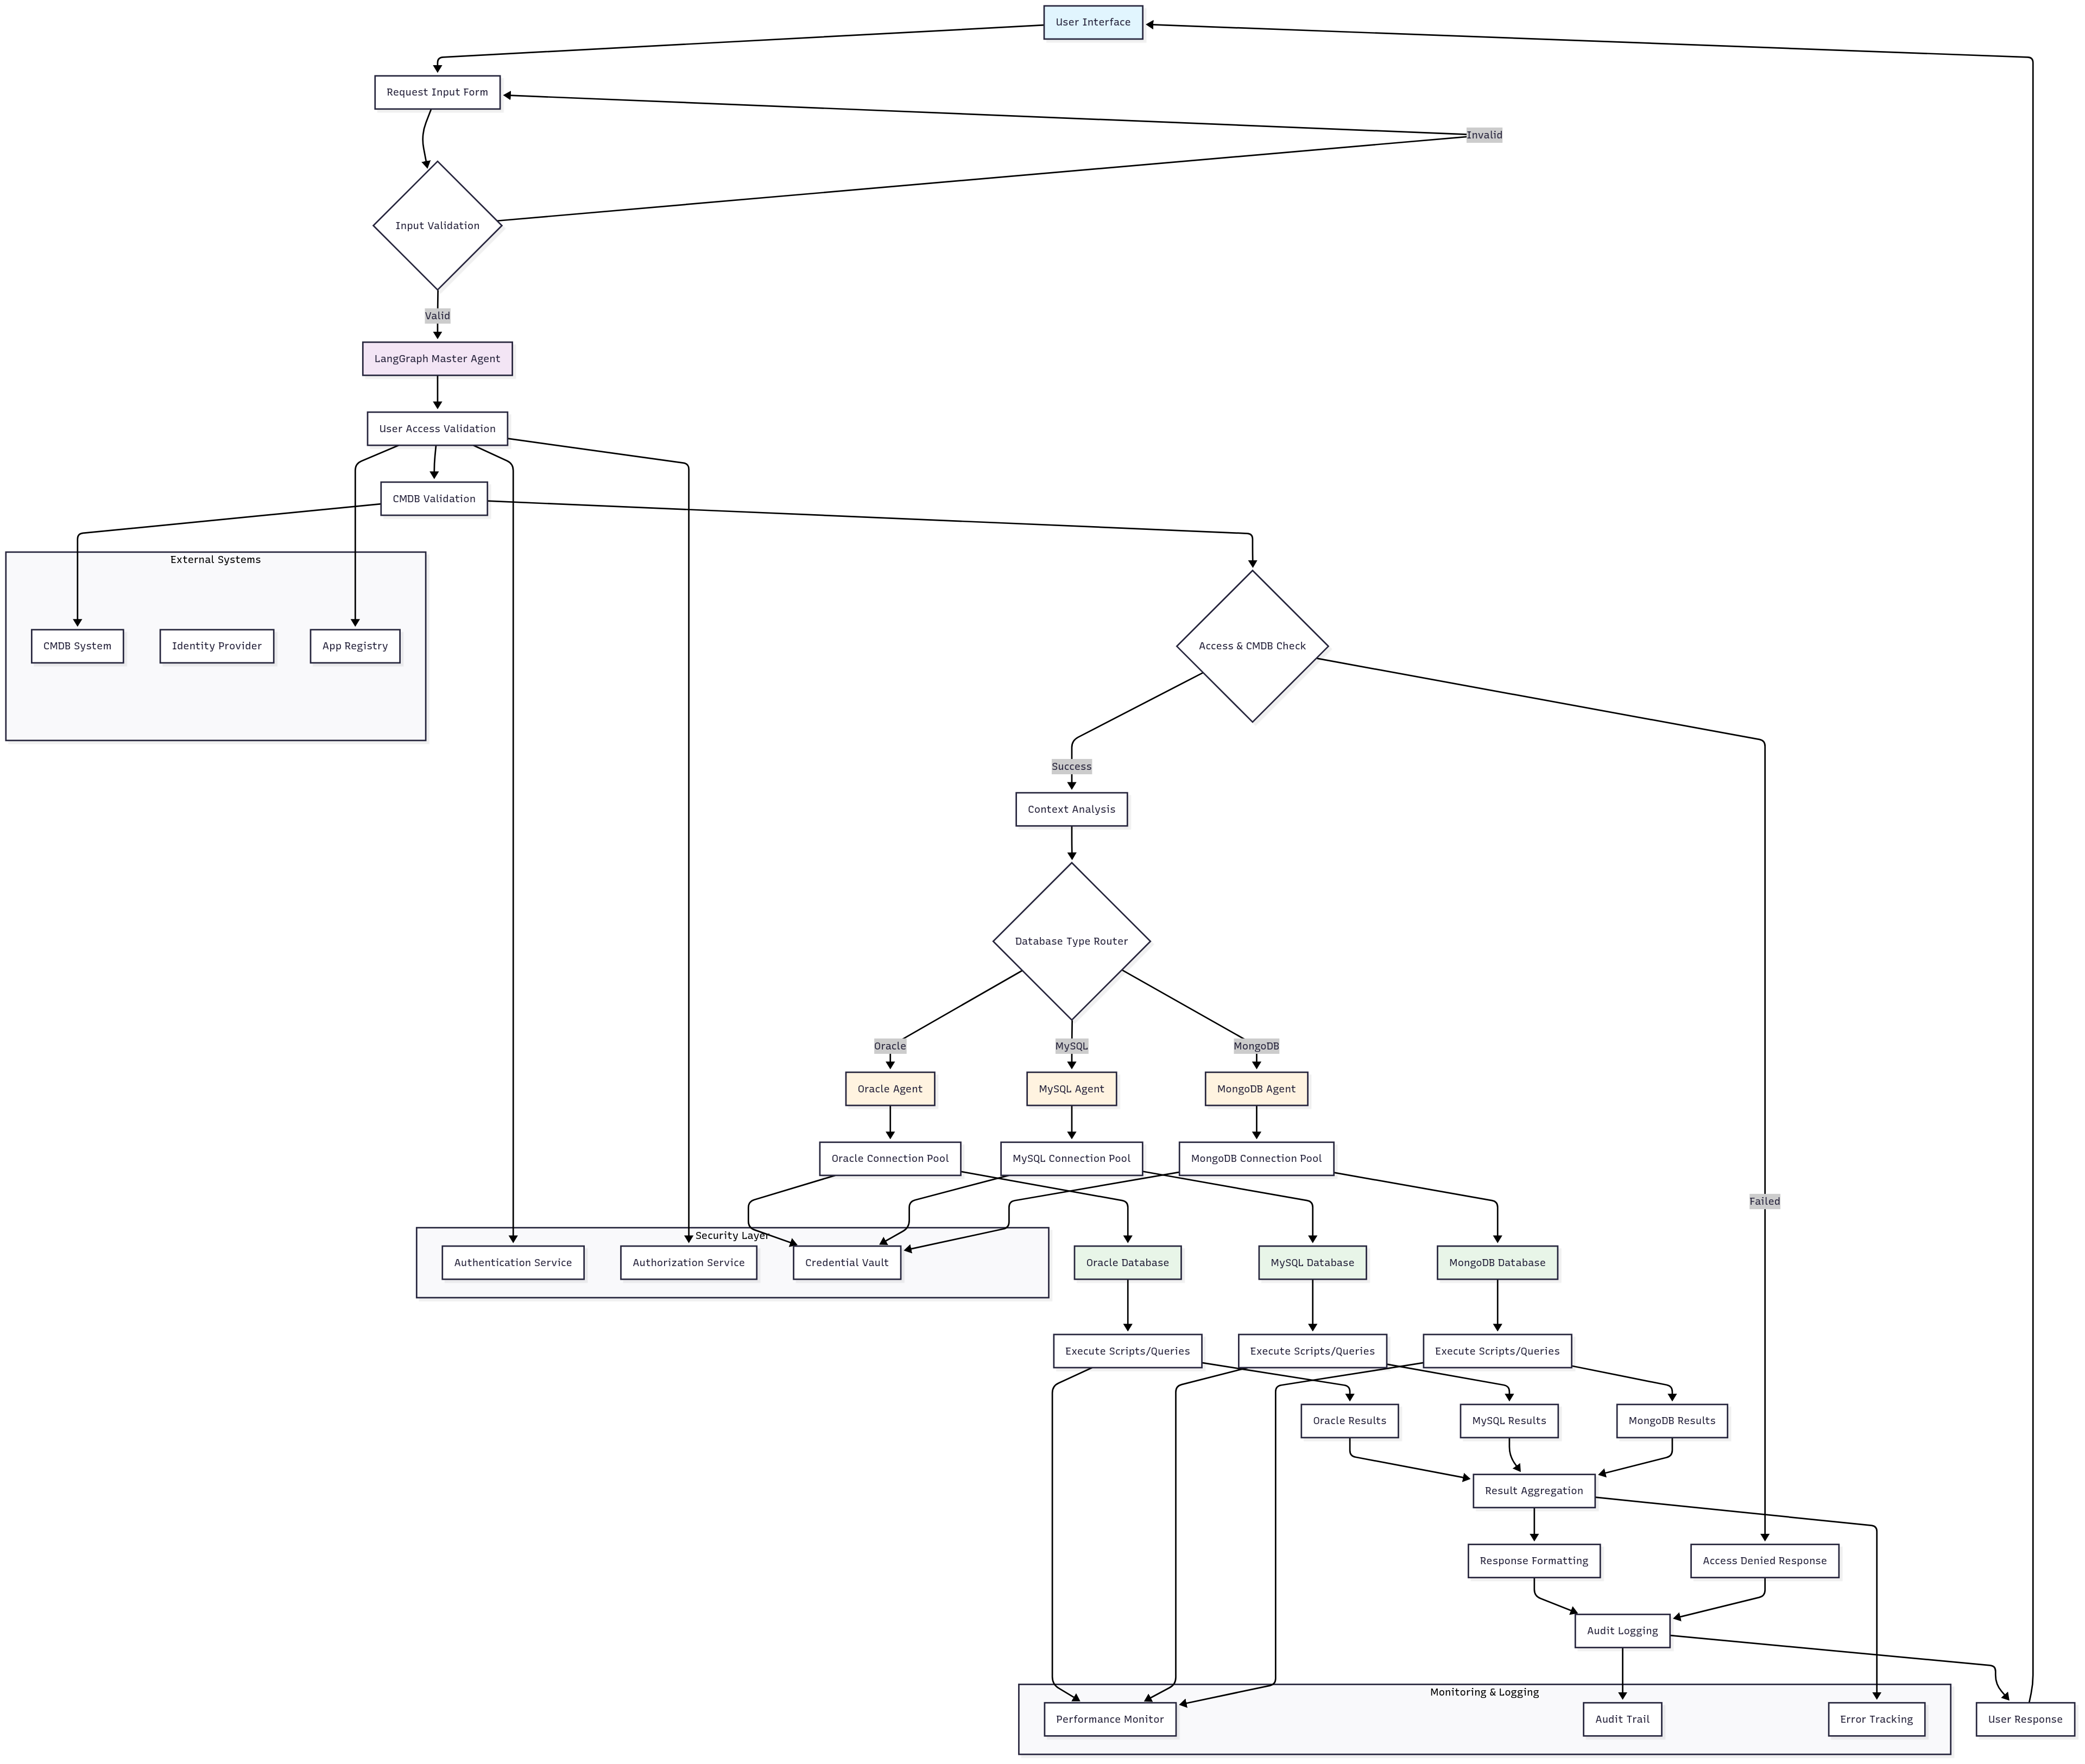 User Interface
Request Input Form
Invalid
Input Validation
Valid
LangGraph Master Agent
User Access Validation
CMDB Validation
External Systems
CMDB System
Identity Provider
App Registry
Access & CMDB Check
Success
Context Analysis
Database Type Router
Oracle
MySQL
MongoDB
Oracle Agent
MySQL Agent
MongoDB Agent
Oracle Connection Pool
MySQL Connection Pool
MongoDB Connection Pool
Failed
Security Layer
Authentication Service
Authorization Service
Credential Vault
Oracle Database
MySQL Database
MongoDB Database
Execute Scripts/Queries
Execute Scripts/Queries
Execute Scripts/Queries
Oracle Results
MySQL Results
MongoDB Results
Result Aggregation
Response Formatting
Access Denied Response
Audit Logging
Monitoring & Logging
Performance Monitor
Audit Trail
Error Tracking
User Response